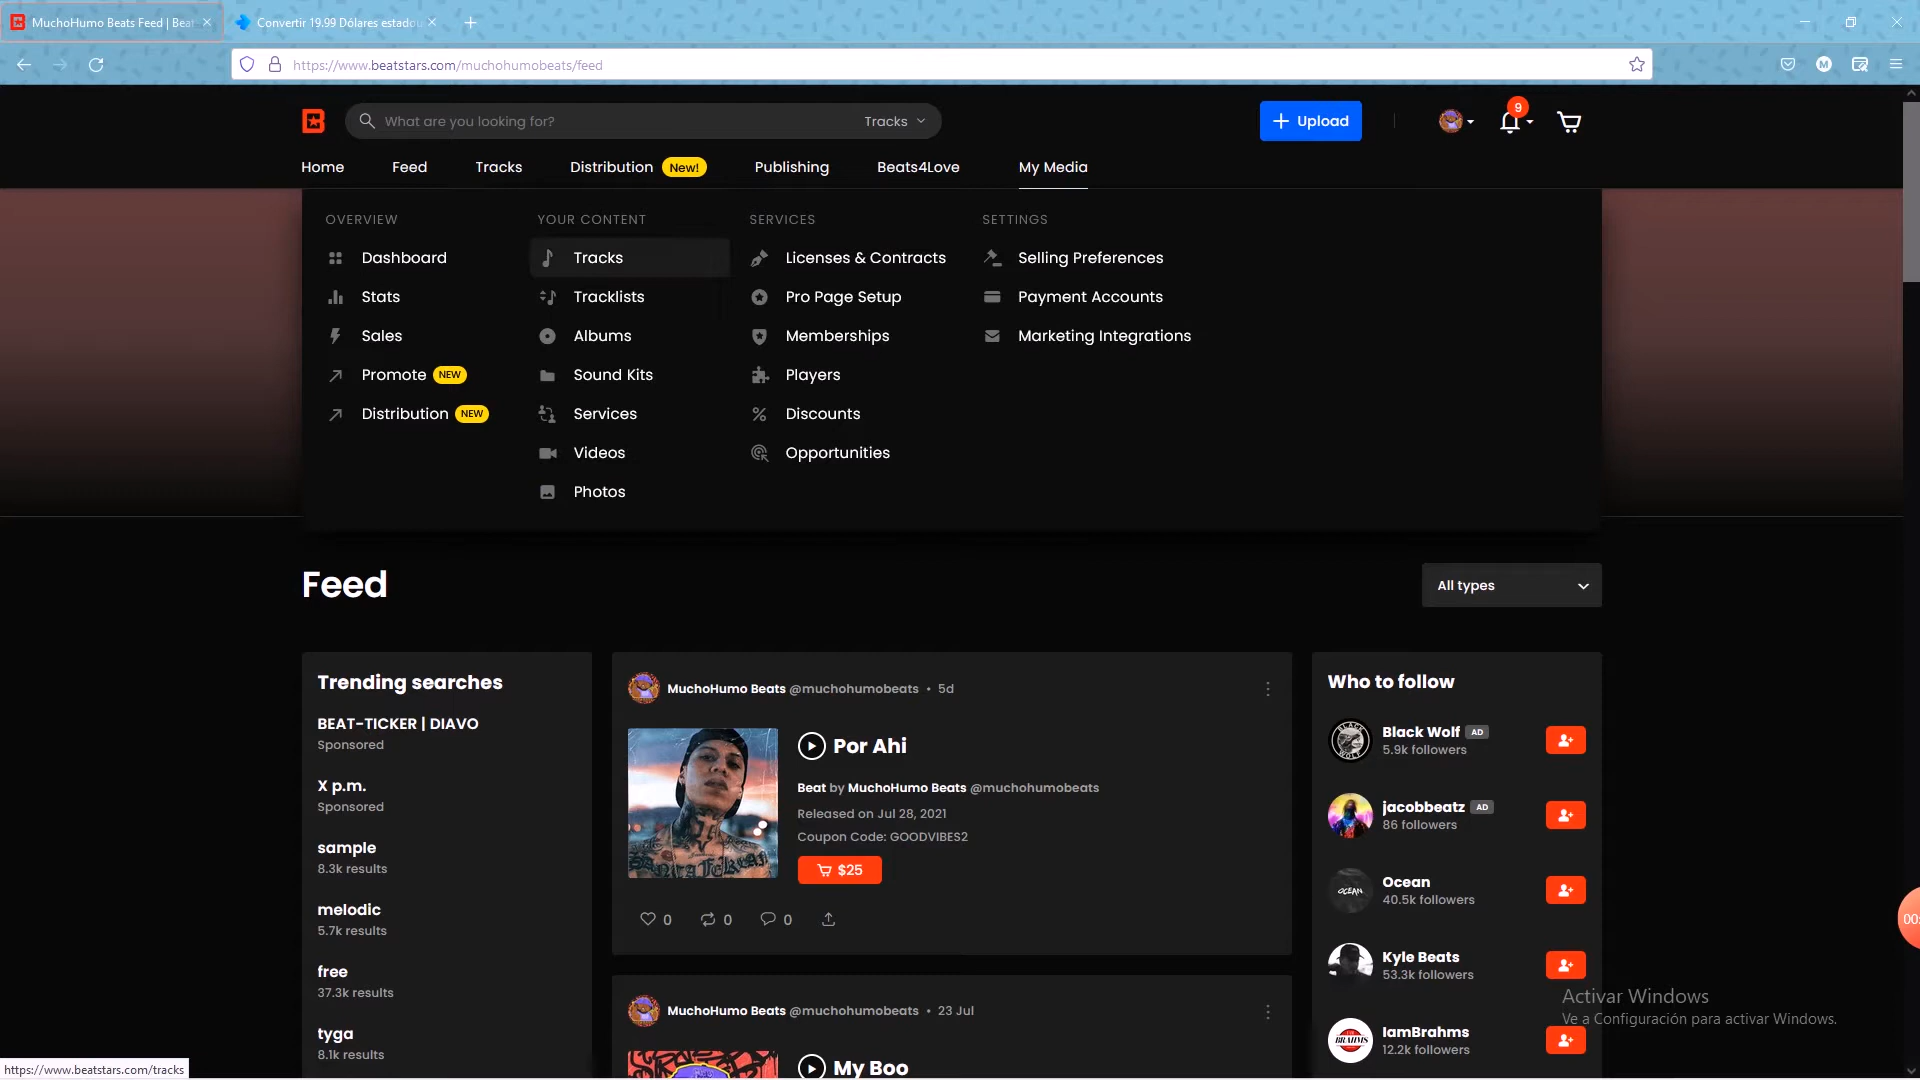 MuchoHumo Beats Feed | Beat
Convertir 19.99 Dólares estadou
https://www.beatstars.com/muchohumobeats/feed
M
What are you looking for?
Tracks
Upload
9
Home
Feed
Tracks
Distribution New!
Publishing
Beats4Love
My Media
OVERVIEW
Dashboard
Stats
Sales
Promote NEW
Distribution NEW
YOUR CONTENT
Tracks
Tracklists
Albums
Sound Kits
Services
Videos
Photos
SERVICES
Licenses & Contracts
Pro Page Setup
Memberships
Players
Discounts
Opportunities
SETTINGS
Selling Preferences
Payment Accounts
Marketing Integrations
Feed
All types
Trending searches
BEAT-TICKER | DIAVO
Sponsored
X p.m.
Sponsored
sample
8.3k results
melodic
5.7k results
free
37.3k results
tyga
8.1k results
MuchoHumo Beats @muchohumobeats • 5d
Por Ahi
Beat by MuchoHumo Beats @muchohumobeats
Released on Jul 28, 2021
Coupon Code: GOODVIBES2
$25
0
0
0
MuchoHumo Beats @muchohumobeats • 23 Jul
My Boo
Who to follow
BLACK
WOLF
Black Wolf AD
5.9k followers
jacobbeatz AD
86 followers
OCEAN
Ocean
40.5k followers
Kyle Beats
53.3k followers
BRAHMS
IamBrahms
12.2k followers
00:
Activar Windows
Ve a Configuración para activar Windows.
https://www.beatstars.com/tracks